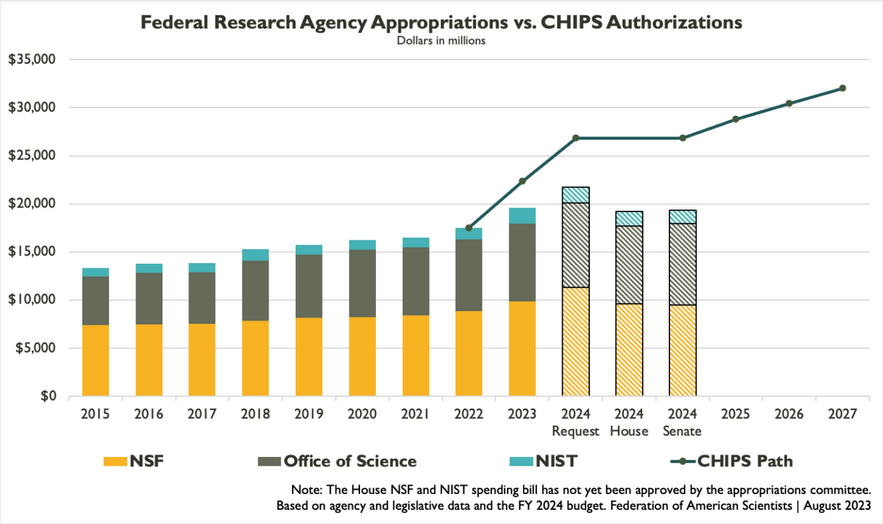 Federal Research Agency Appropriations vs. CHIPS Authorizations
Dollars in millions
$35,000
$30,000
$25,000
$20,000
$15,000
$10,000
$5,000
$0
2015 2016 2017 2018 2019 2020 2021 2022 2023 2024 2024 2024 2025 2026 2027
Request House Senate
NSF Office of Science NIST CHIPS Path
Note: The House NSF and NIST spending bill has not yet been approved by the appropriations committee.
Based on agency and legislative data and the FY 2024 budget. Federation of American Scientists | August 2023